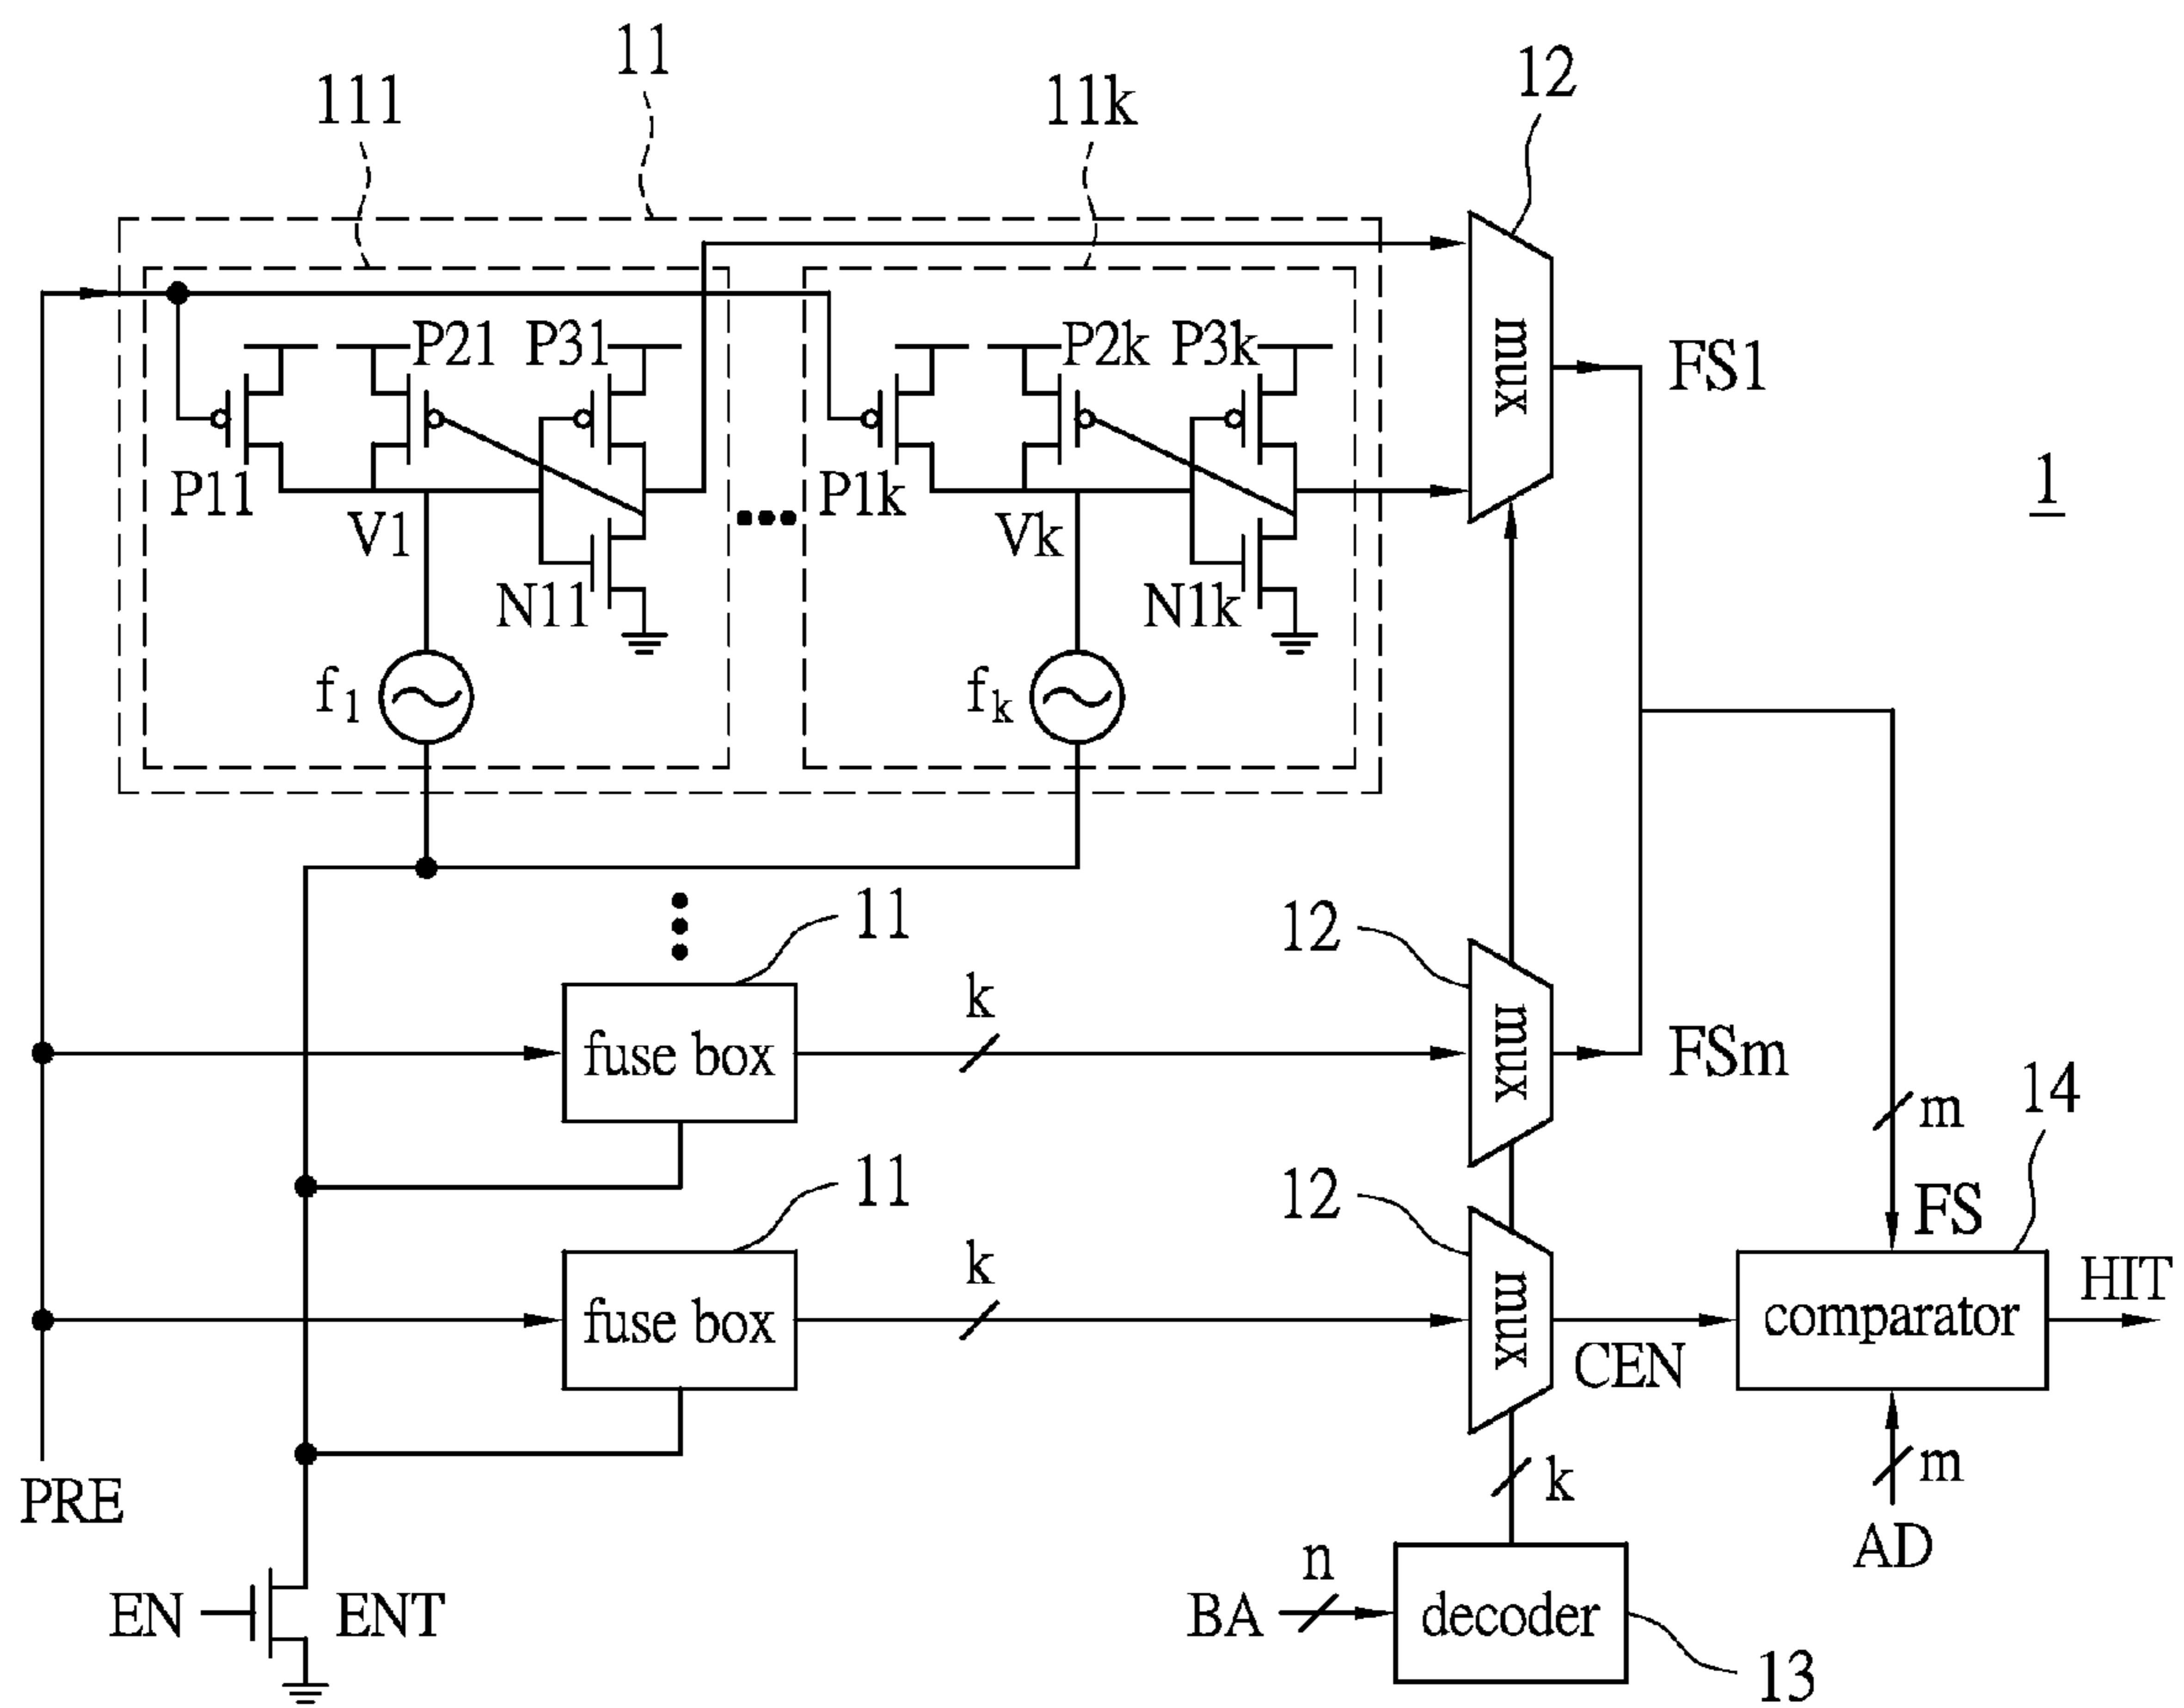 11
111
11k
12
P21
P31
P2k
P3k
mux
FS1
P11
P1k
1
V1
Vk
N11
N1k
f1
fk
11
12
k
fuse box
mux
FSm
m
14
11
12
FS
k
HIT
fuse box
mux
comparator
CEN
PRE
k
m
AD
n
EN
ENT
BA
decoder
13